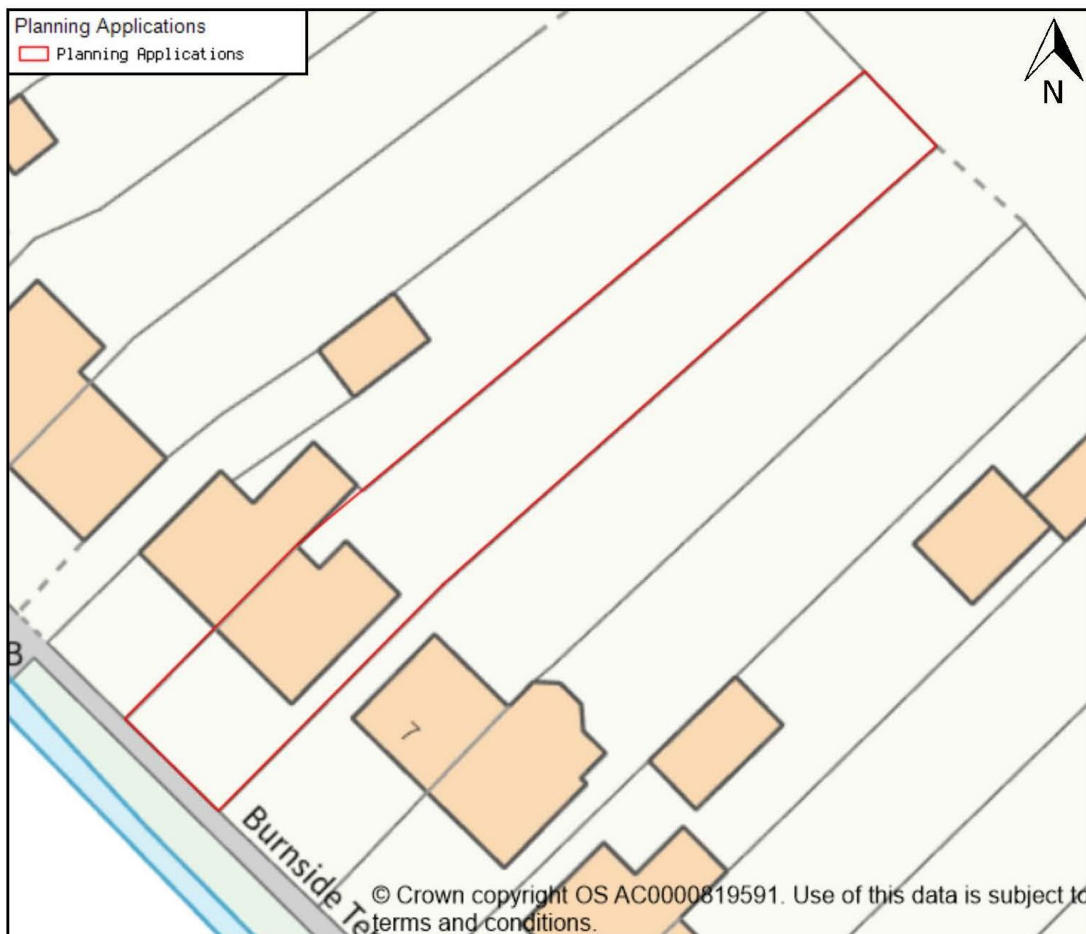 Planning Applications
Planning Applications
N
B
7
Burnside Te
© Crown copyright OS AC0000819591. Use of this data is subject to
terms and conditions.